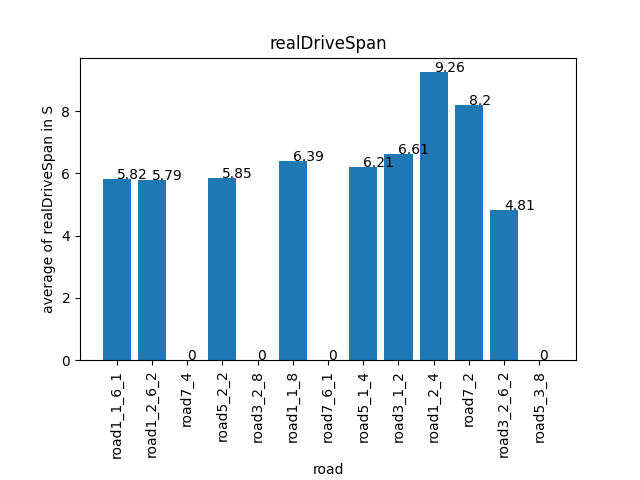 realDriveSpan
average of realDriveSpan in S
8
6
4
2
0
5.82
5.79
0
5.85
0
6.39
0
6.21
6.61
9.26
8.2
4.81
0
road1_1_6_1
road1_2_6_2
road7_4
road5_2_2
road3_2_8
road1_1_8
road7_6_1
road5_1_4
road3_1_2
road1_2_4
road7_2
road3_2_6_2
road5_3_8
road